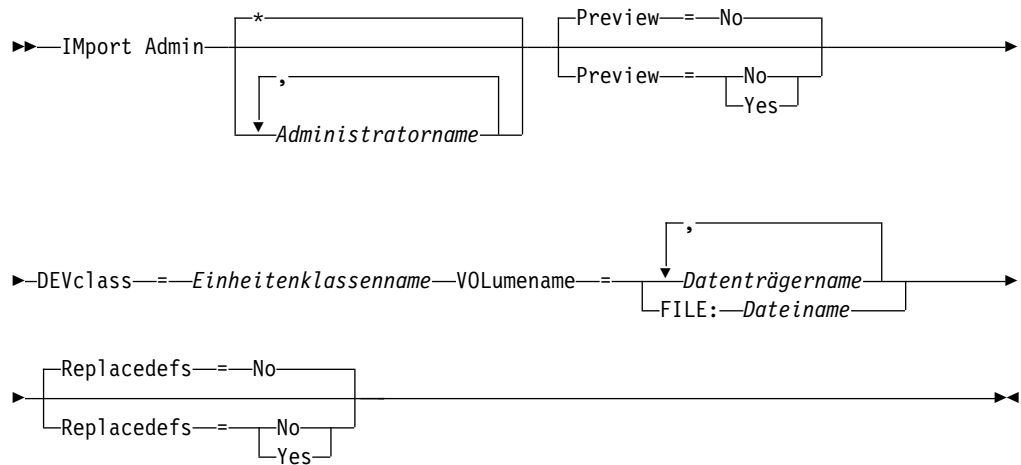 *
Preview = No
IMport Admin
,
Administratorname
Preview = No
Yes
,
DEVclass = Einheitenklassenname VOLumename = Datenträgername
FILE: Dateiname
Replacedefs = No
Replacedefs = No
Yes